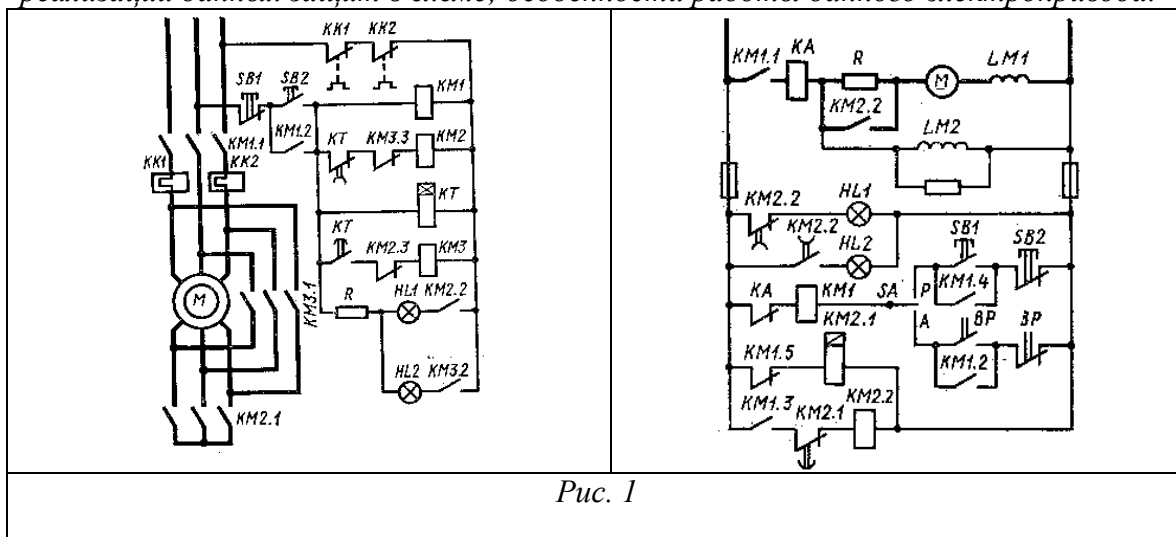 реализации данной защит в схеме, особенности работы данного электропривода.
KK1 KK2
SB1 SB2
KM1
KM1.2
KM1.1
KT KM3.3 KM2
KK1 KK2
KT
KT KM2.3 KM3
KM3.1
R HL1 KM2.2
M
HL2 KM3.2
KM2.1
KM1.1 KA R LM1
M
KM2.2
LM2
KM2.2 HL1
KM2.2 HL2
SB1 SB2
KA KM1 SA P KM1.4
A BP BP
KM1.5 KM2.1 KM1.2
KM1.3 KM2.1 KM2.2
Рис. 1